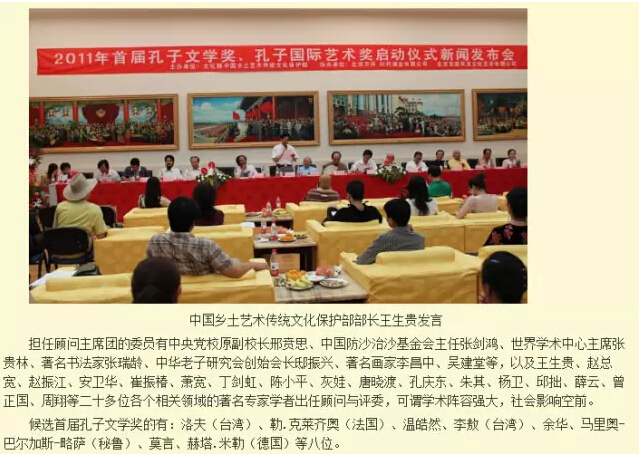 2011年首届孔子文学奖、孔子国际艺术奖启动仪式新闻发布会
中国乡土艺术传统文化保护部部长王生贵发言
担任顾问主席团的委员有中央党校原副校长邢贲思、中国防沙治沙基金会主任张剑鸿、世界学术中心主席张
贵林、著名书法家张瑞龄、中华老子研究会创始会长邸振兴、著名画家李昌中、吴建堂等，以及王生贵、赵总
宽、赵振江、安卫华、崔振椿、萧宽、丁剑虹、陈小平、灰娃、唐晓渡、孔庆东、朱其、杨卫、邱拙、薛云、曾
正国、周翔等二十多位各个相关领域的著名专家学者出任顾问与评委，可谓学术阵容强大，社会影响空前。
候选首届孔子文学奖的有：洛夫（台湾）、勒.克莱齐奥（法国）、温皓然、李敖（台湾）、余华、马里奥-
巴尔加斯-略萨（秘鲁）、莫言、赫塔.米勒（德国）等八位。